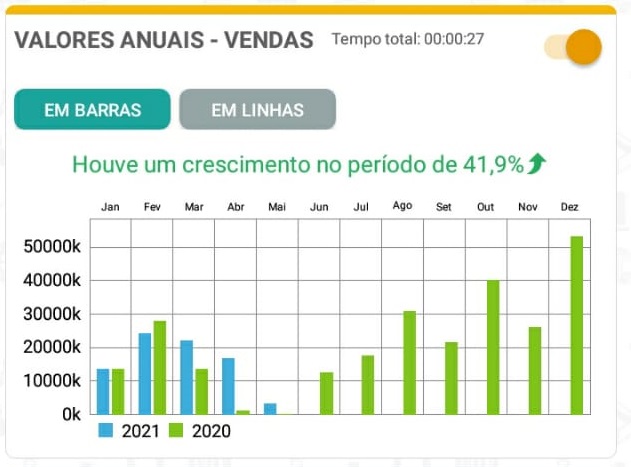 VALORES ANUAIS - VENDAS Tempo total: 00:00:27
EM BARRAS EM LINHAS
Houve um crescimento no período de 41,9%
Jan Fev Mar Abr Mai Jun Jul Ago Set Out Nov Dez
50000k
40000k
30000k
20000k
10000k
0k
2021 2020